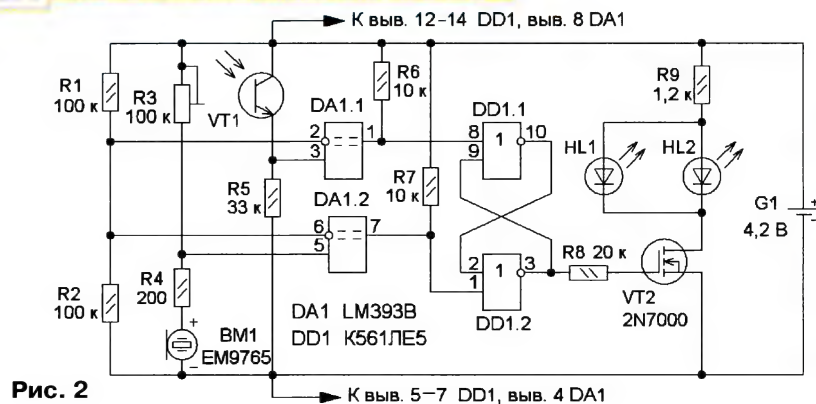 К выв. 12–14 DD1, выв. 8 DA1
R1
100 к
R3
100 к
VT1
R6
10 к
DA1.1
2
3
1
R5
33 к
DA1.2
6
5
7
R7
10 к
DD1.1
8
9
1
10
2
1
1
3
DD1.2
R8 20 к
R9
1,2 к
HL1
HL2
G1
4,2 В
+
−
VT2
2N7000
R2
100 к
R4
200
BM1
EM9765
+
−
DA1 LM393B
DD1 К561ЛЕ5
Рис. 2
К выв. 5–7 DD1, выв. 4 DA1